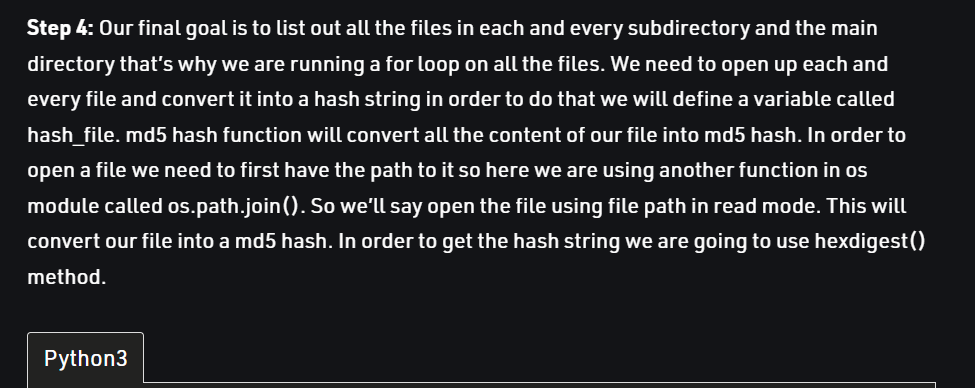 Step 4: Our final goal is to list out all the files in each and every subdirectory and the main
directory that's why we are running a for loop on all the files. We need to open up each and
every file and convert it into a hash string in order to do that we will define a variable called
hash_file. md5 hash function will convert all the content of our file into md5 hash. In order to
open a file we need to first have the path to it so here we are using another function in os
module called os.path.join(). So we'll say open the file using file path in read mode. This will
convert our file into a md5 hash. In order to get the hash string we are going to use hexdigest()
method.
Python3